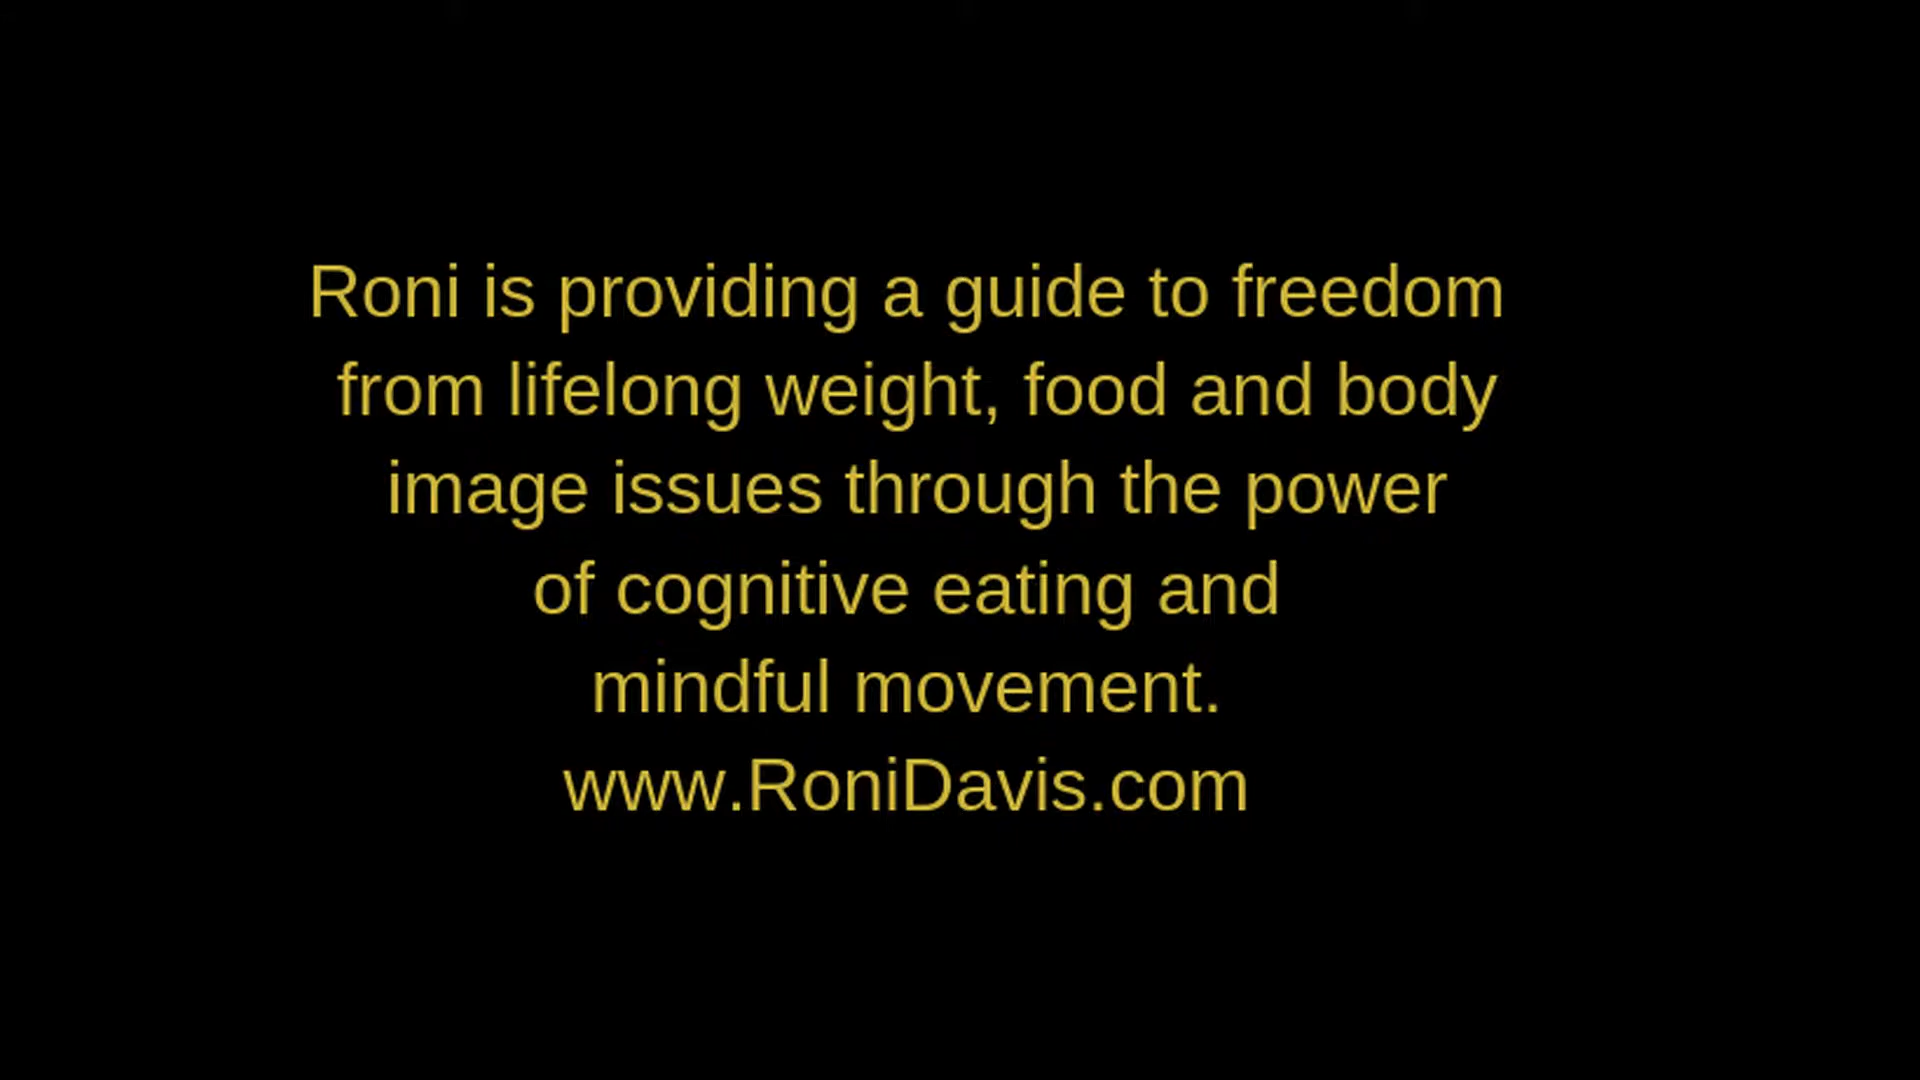 Roni is providing a guide to freedom
from lifelong weight, food and body
image issues through the power
of cognitive eating and
mindful movement.
www.RoniDavis.com